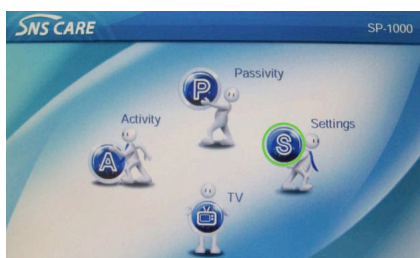 SNS CARE
SP-1000
Passivity
P
Activity
Settings
S
A
TV